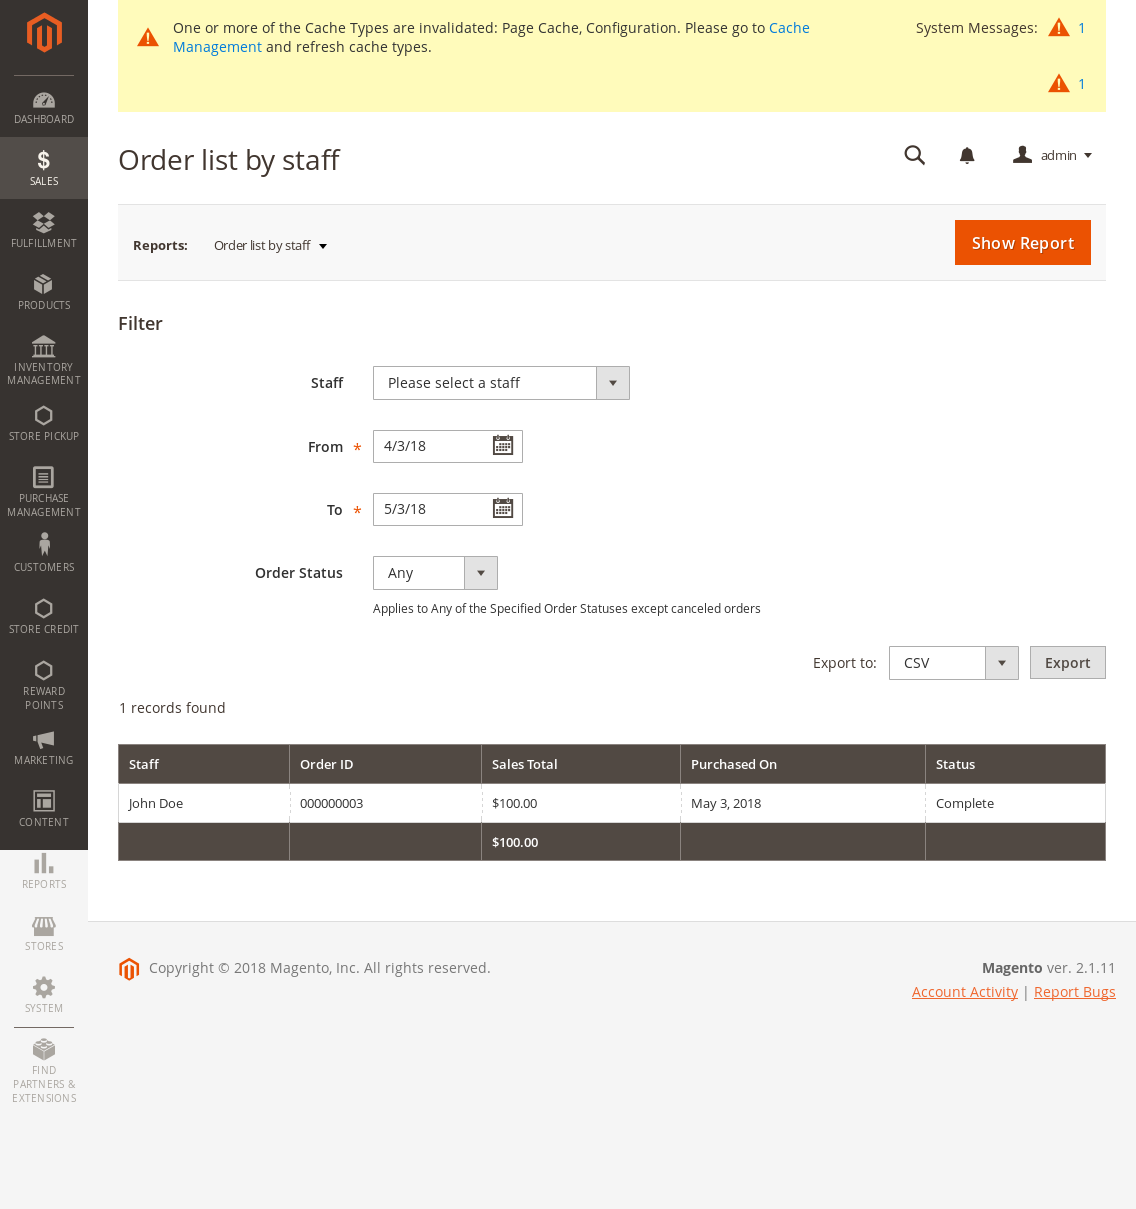 One or more of the Cache Types are invalidated: Page Cache, Configuration. Please go to Cache
Management and refresh cache types.
System Messages: 1
1
DASHBOARD
$
SALES
FULFILLMENT
PRODUCTS
INVENTORY
MANAGEMENT
STORE PICKUP
PURCHASE
MANAGEMENT
CUSTOMERS
STORE CREDIT
REWARD
POINTS
MARKETING
CONTENT
REPORTS
STORES
SYSTEM
FIND
PARTNERS &
EXTENSIONS
Order list by staff
admin
Reports: Order list by staff
Show Report
Filter
Staff Please select a staff
From * 4/3/18
To * 5/3/18
Order Status Any
Applies to Any of the Specified Order Statuses except canceled orders
Export to: CSV Export
1 records found
Staff Order ID Sales Total Purchased On Status
John Doe 000000003 $100.00 May 3, 2018 Complete
$100.00
Copyright © 2018 Magento, Inc. All rights reserved.
Magento ver. 2.1.11
Account Activity | Report Bugs